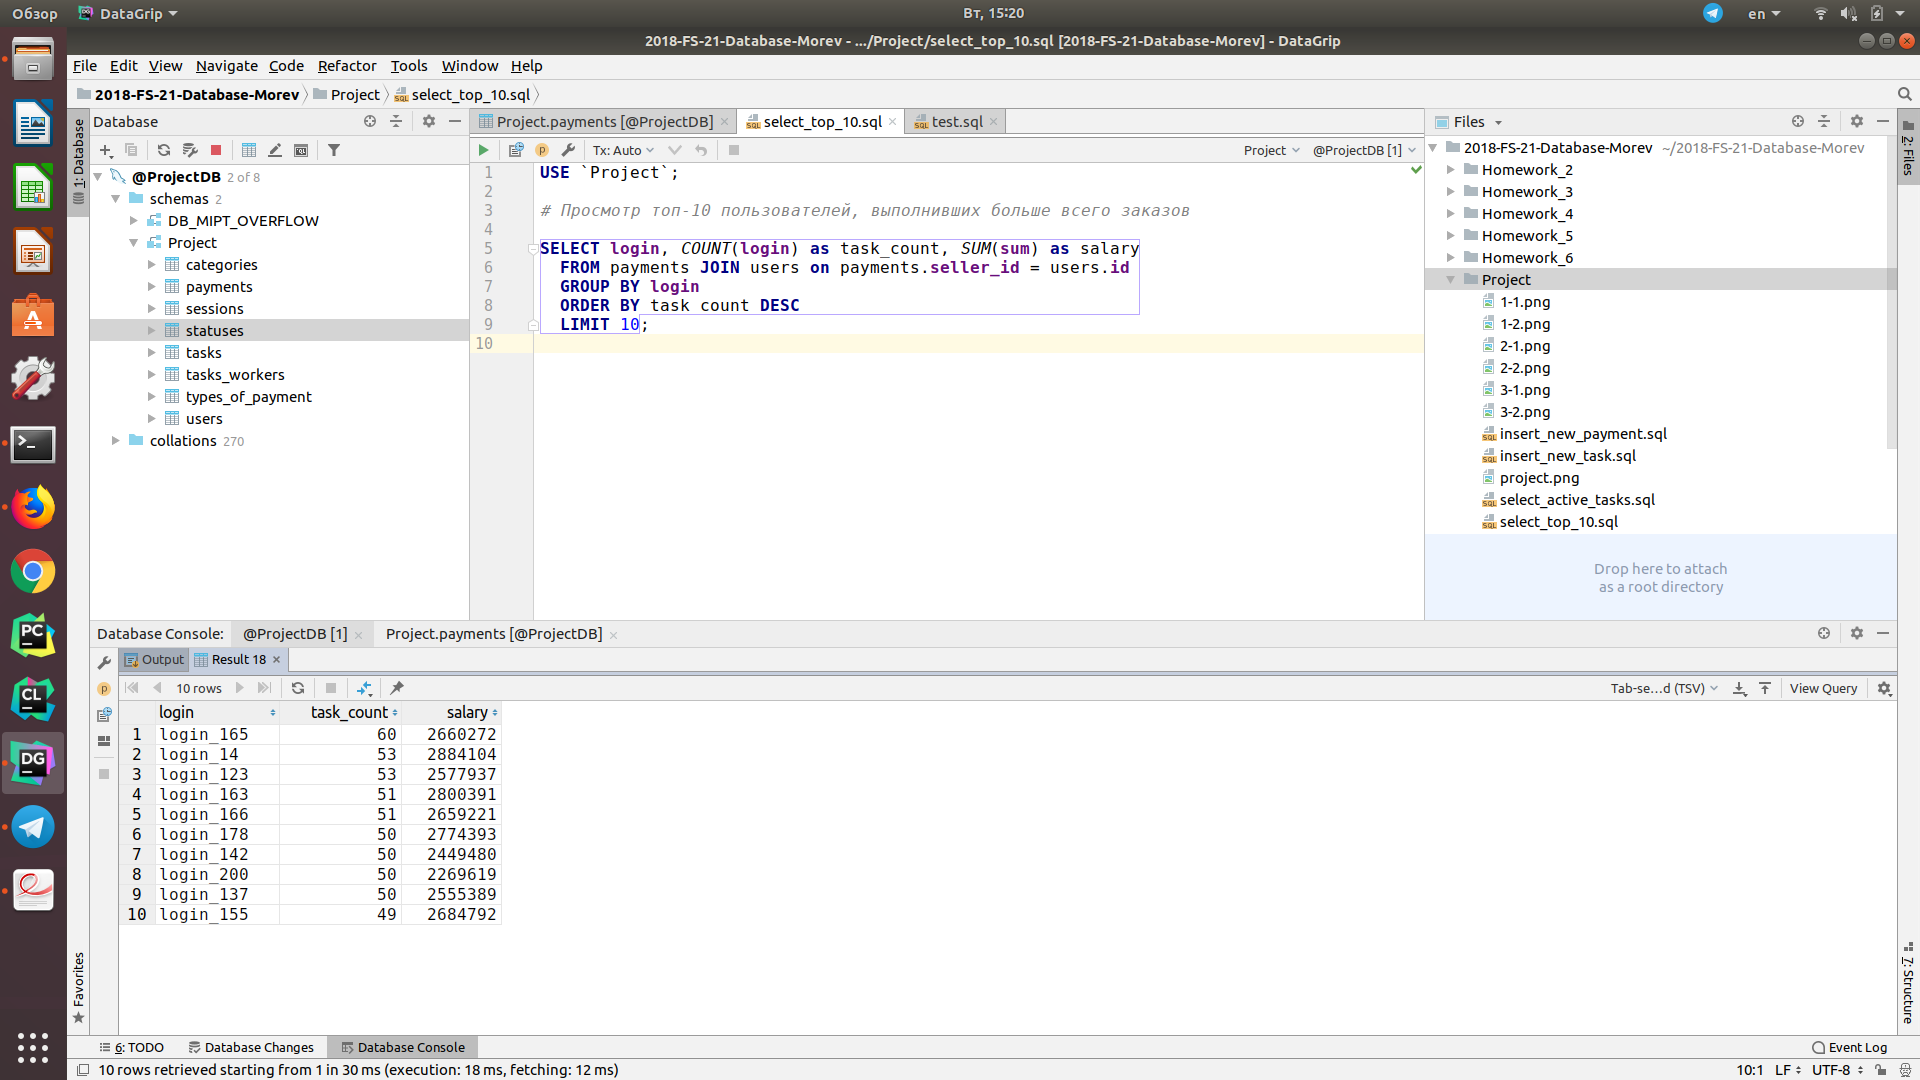 Обзор
DataGrip
Вт, 15:20
en
2018-FS-21-Database-Morev - .../Project/select_top_10.sql [2018-FS-21-Database-Morev] - DataGrip
File Edit View Navigate Code Refactor Tools Window Help
2018-FS-21-Database-Morev Project select_top_10.sql
1: Database
Database
@ProjectDB 2 of 8
schemas 2
DB_MIPT_OVERFLOW
Project
categories
payments
sessions
statuses
tasks
tasks_workers
types_of_payment
users
collations 270
Project.payments [@ProjectDB] select_top_10.sql test.sql
Tx: Auto Project @ProjectDB [1]
1 USE `Project`;
2
3 # Просмотр топ-10 пользователей, выполнивших больше всего заказов
4
5 SELECT login, COUNT(login) as task_count, SUM(sum) as salary
6 FROM payments JOIN users on payments.seller_id = users.id
7 GROUP BY login
8 ORDER BY task_count DESC
9 LIMIT 10;
10
Files
2018-FS-21-Database-Morev ~/2018-FS-21-Database-Morev
Homework_2
Homework_3
Homework_4
Homework_5
Homework_6
Project
1-1.png
1-2.png
2-1.png
2-2.png
3-1.png
3-2.png
insert_new_payment.sql
insert_new_task.sql
project.png
select_active_tasks.sql
select_top_10.sql
Drop here to attach
as a root directory
2: Files
Database Console: @ProjectDB [1] Project.payments [@ProjectDB]
Output Result 18
10 rows Tab-se...d (TSV) View Query
login task_count salary
1 login_165 60 2660272
2 login_14 53 2884104
3 login_123 53 2577937
4 login_163 51 2800391
5 login_166 51 2659221
6 login_178 50 2774393
7 login_142 50 2449480
8 login_200 50 2269619
9 login_137 50 2555389
10 login_155 49 2684792
Favorites
7: Structure
6: TODO Database Changes Database Console Event Log
10 rows retrieved starting from 1 in 30 ms (execution: 18 ms, fetching: 12 ms) 10:1 LF UTF-8
PC
CL
DG